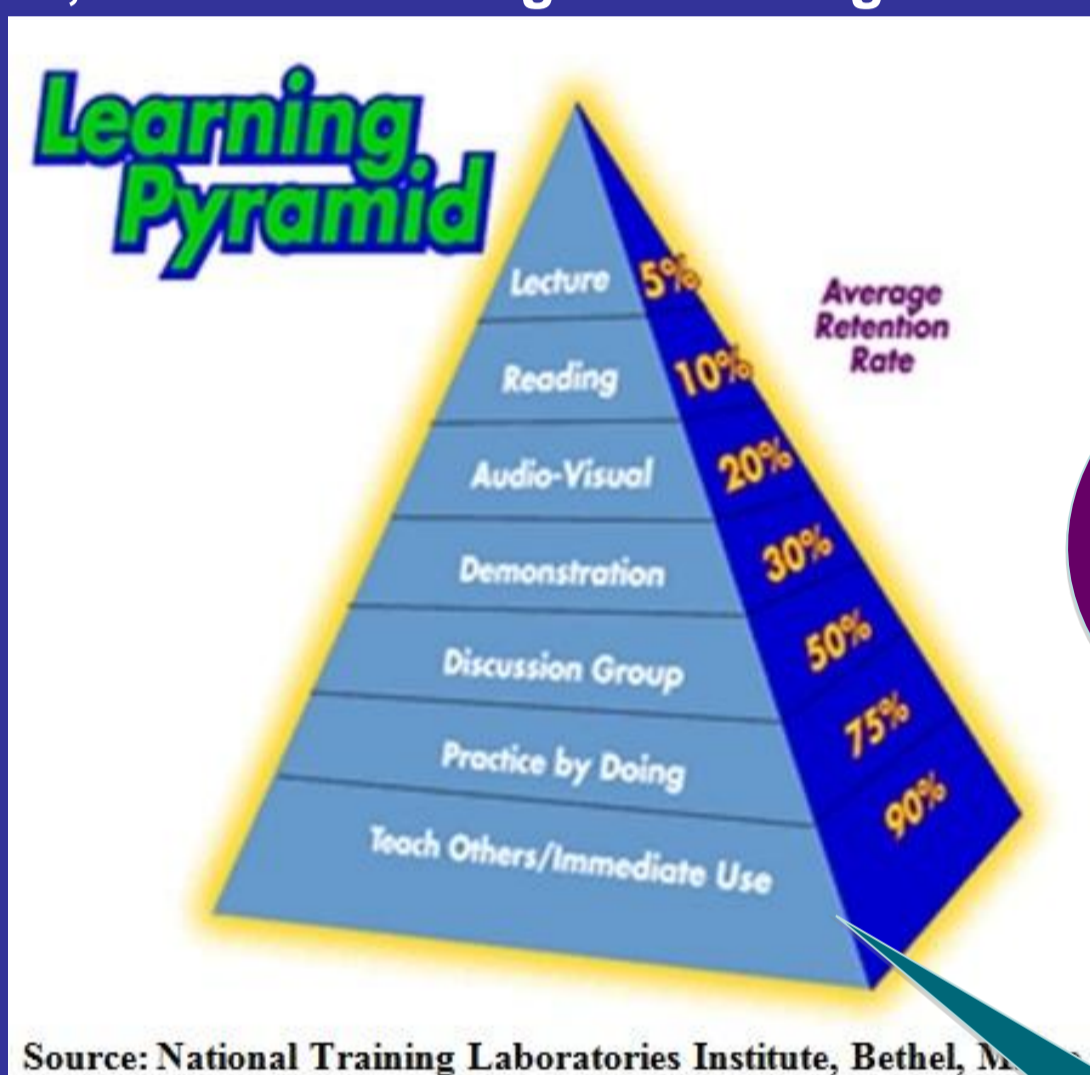 Learning
Pyramid
Lecture 5%
Average
Retention
Rate
Reading 10%
Audio-Visual 20%
Demonstration 30%
Discussion Group 50%
Practice by Doing 75%
Teach Others/Immediate Use 90%
Source: National Training Laboratories Institute, Bethel,